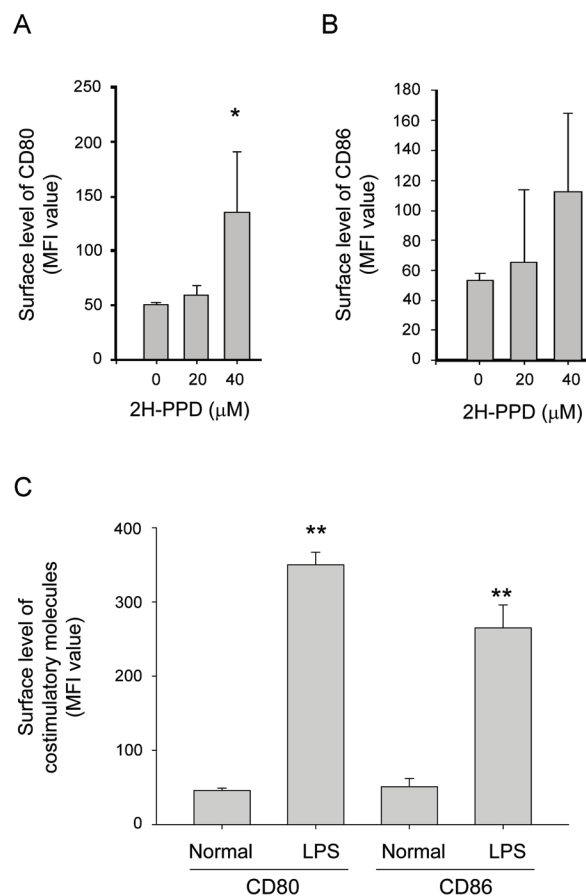 A
Surface level of CD80
(MFI value)
250
200
150
100
50
0
*
0 20 40
2H-PPD (μM)
B
Surface level of CD86
(MFI value)
180
160
140
120
100
80
60
40
20
0
0 20 40
2H-PPD (μM)
C
Surface level of
costimulatory molecules
(MFI value)
400
300
200
100
0
** **
Normal LPS Normal LPS
CD80 CD86